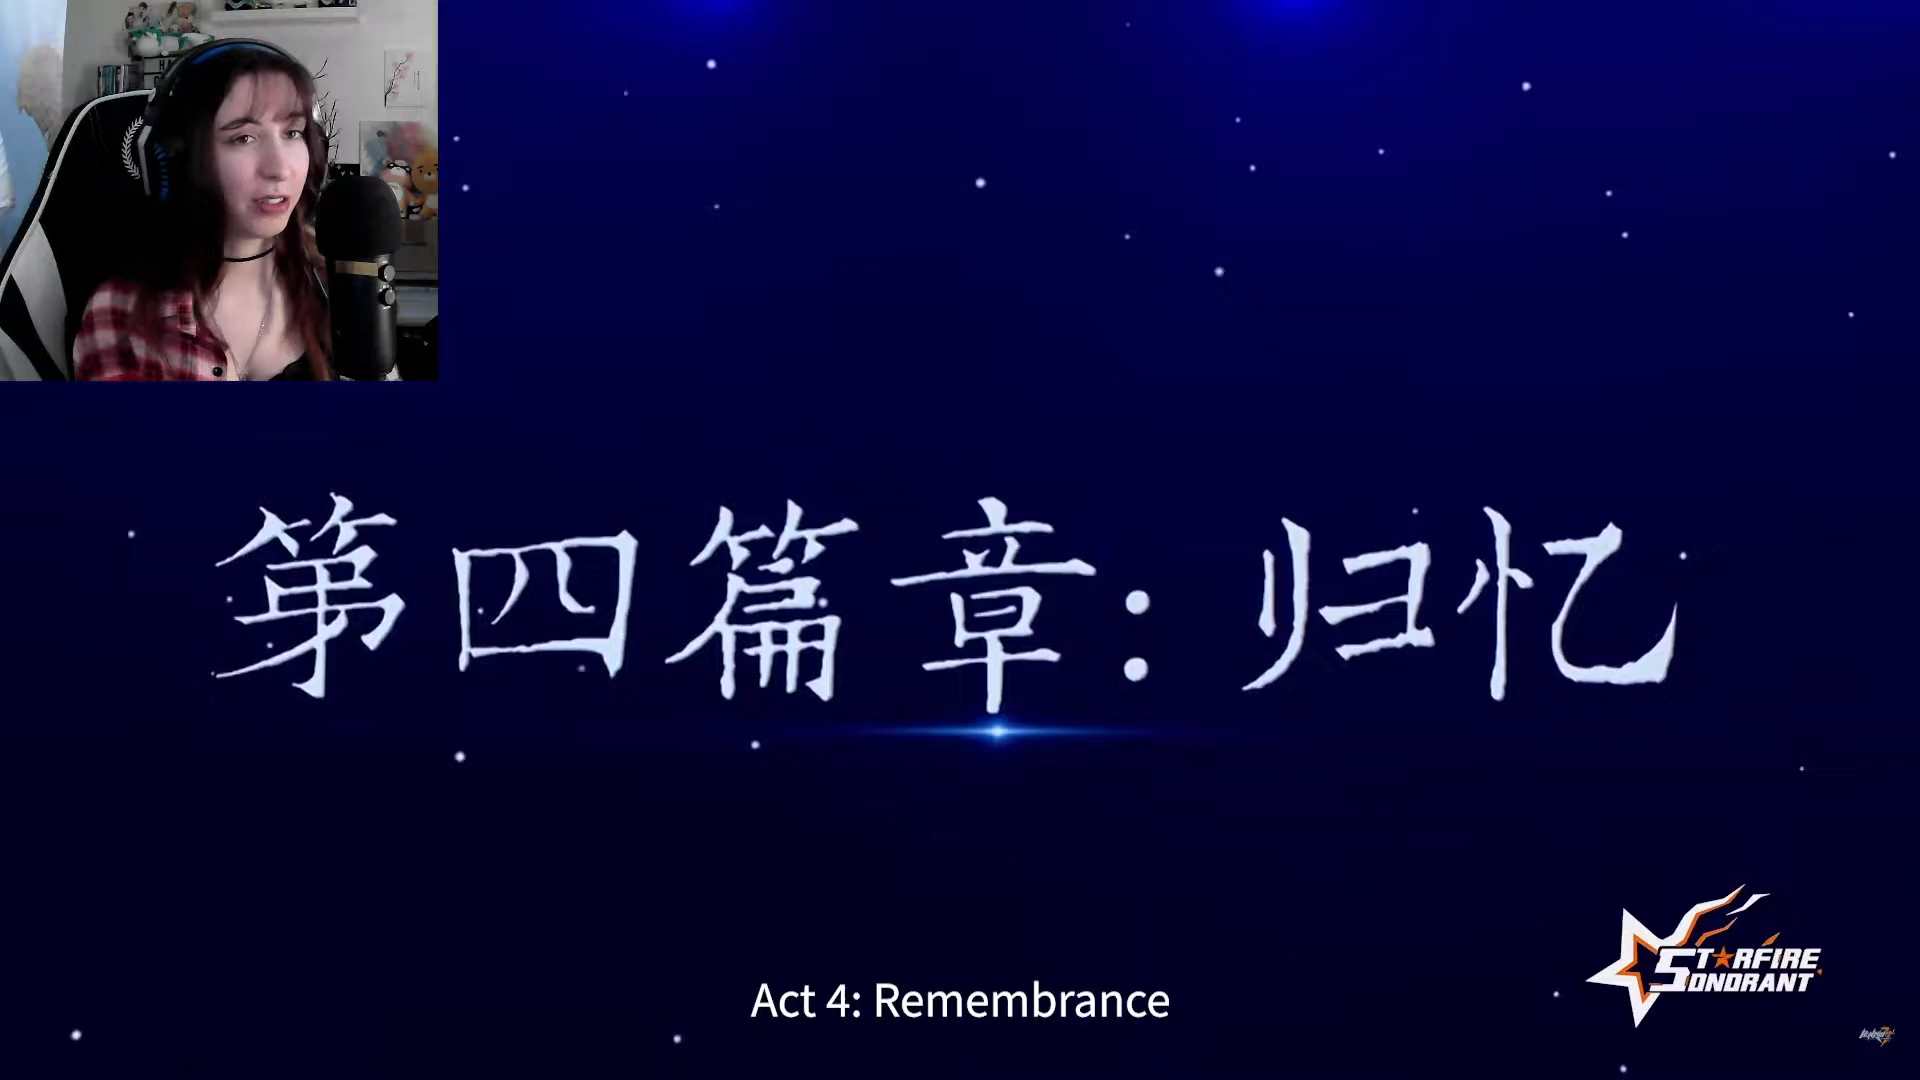 第四篇章：归忆
Act 4: Remembrance
STARFIRE
SONORANT